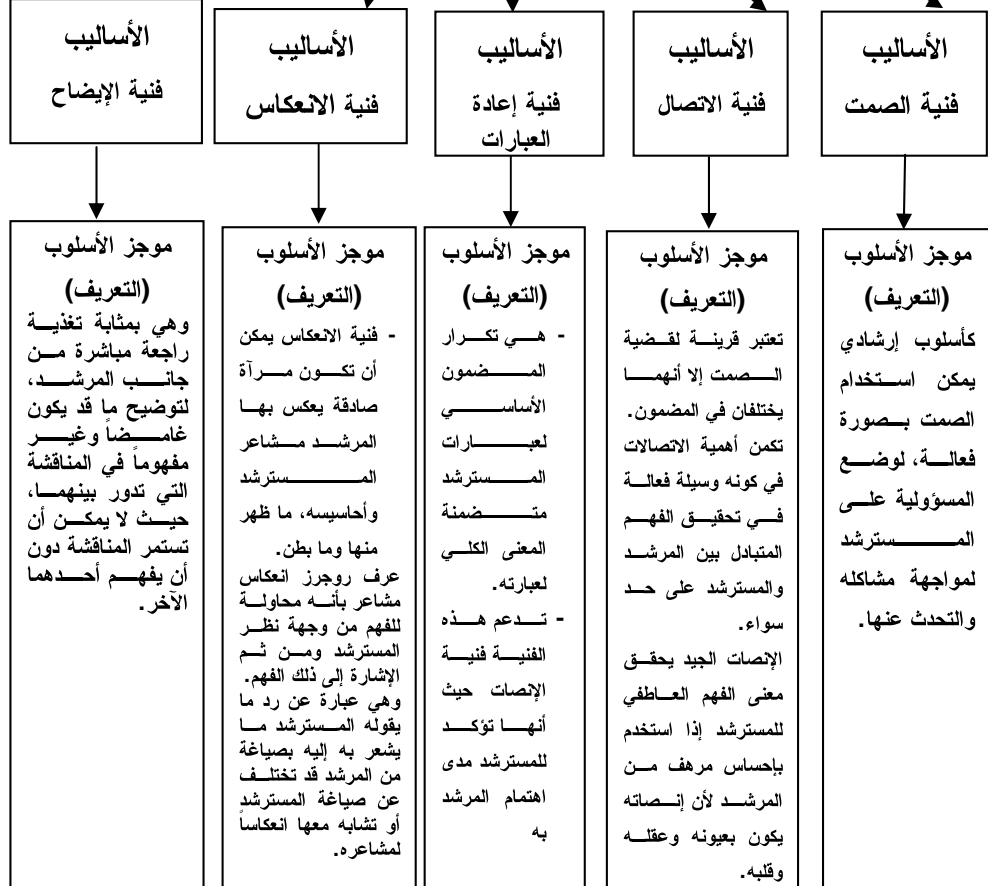 الأساليب
فنية الصمت
الأساليب
فنية الاتصال
الأساليب
فنية إعادة
العبارات
الأساليب
فنية الانعكاس
الأساليب
فنية الإيضاح
موجز الأسلوب
(التعريف)
كأسلوب إرشادي
يمكن استخدام
الصمت بصورة
فعالة، لوضع
المسؤولية على
المسترشد
لمواجهة مشاكله
والتحدث عنها.
موجز الأسلوب
(التعريف)
تعتبر قرينة لقضية
الصمت إلا أنهما
يختلفان في المضمون.
تكمن أهمية الاتصالات
في كونه وسيلة فعالة
في تحقيق الفهم
المتبادل بين المرشد
والمسترشد على حد
سواء.
الإنصات الجيد يحقق
معنى الفهم العاطفي
للمسترشد إذا استخدم
بإحساس مرهف من
المرشد لأن إنصاته
يكون بعيونه وعقله
وقلبه.
موجز الأسلوب
(التعريف)
- هي تكرار
المضمون
الأساسي
لعبارات
المسترشد
متضمنة
المعنى الكلي
لعبارته.
- تدعم هذه
الفنية فنية
الإنصات حيث
أنها تؤكد
للمسترشد مدى
اهتمام المرشد
به
موجز الأسلوب
(التعريف)
- فنية الانعكاس يمكن
أن تكون مرآة
صادقة يعكس بها
المرشد مشاعر
المسترشد
وأحاسيسه، ما ظهر
منها وما بطن.
عرف روجرز انعكاس
مشاعر بأنه محاولة
للفهم من وجهة نظر
المسترشد ومن ثم
الإشارة إلى ذلك الفهم.
وهي عبارة عن رد ما
يقوله المسترشد ما
يشعر به إليه بصياغة
من المرشد قد تختلف
عن صياغة المسترشد
أو تشابه معها انعكاساً
لمشاعره.
موجز الأسلوب
(التعريف)
وهي بمثابة تغذية
راجعة مباشرة من
جانب المرشد،
لتوضيح ما قد يكون
غامضاً وغير
مفهوماً في المناقشة
التي تدور بينهما،
حيث لا يمكن أن
تستمر المناقشة دون
أن يفهم أحدهما
الآخر.